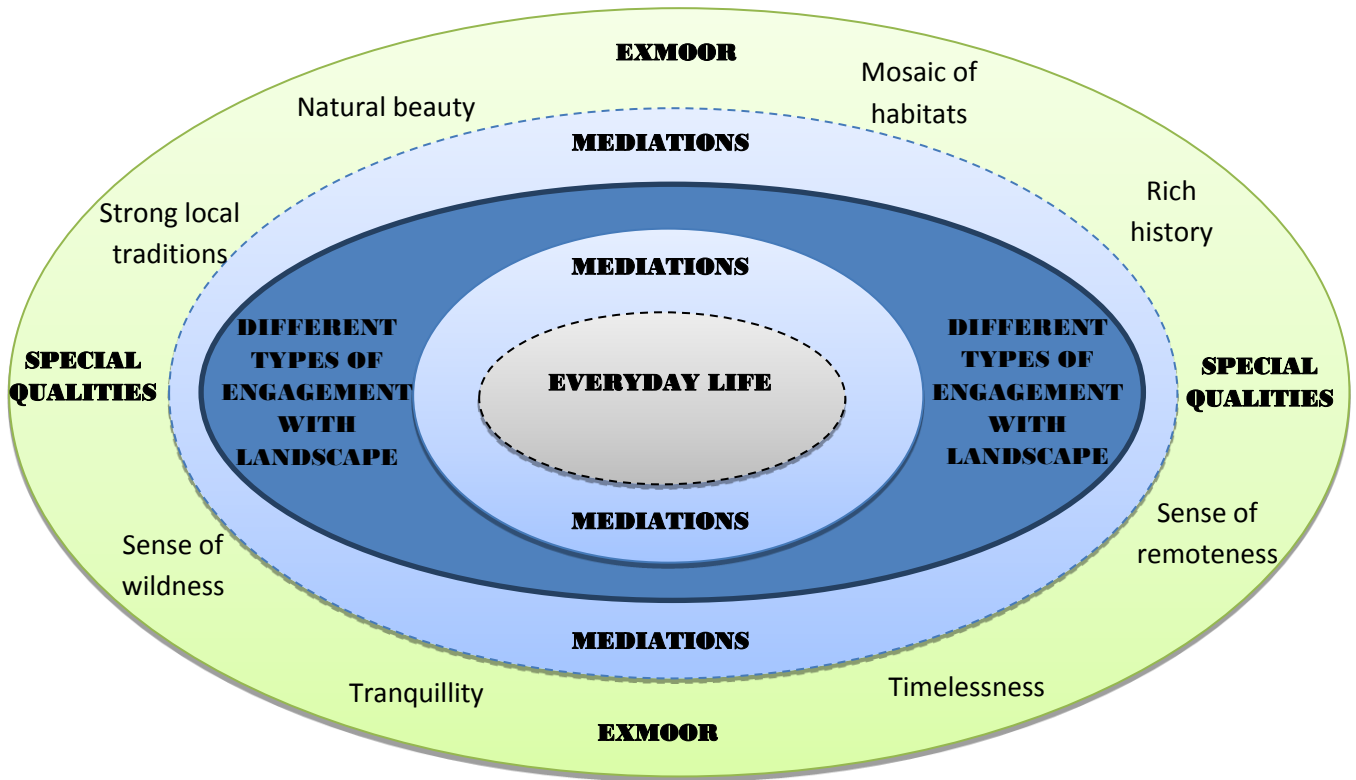 EXMOOR
Natural beauty
Mosaic of
habitats
MEDIATIONS
Strong local
traditions
Rich
history
MEDIATIONS
SPECIAL
QUALITIES
DIFFERENT
TYPES OF
ENGAGEMENT
WITH
LANDSCAPE
EVERYDAY LIFE
DIFFERENT
TYPES OF
ENGAGEMENT
WITH
LANDSCAPE
SPECIAL
QUALITIES
MEDIATIONS
Sense of
wildness
Sense of
remoteness
MEDIATIONS
Tranquillity
Timelessness
EXMOOR